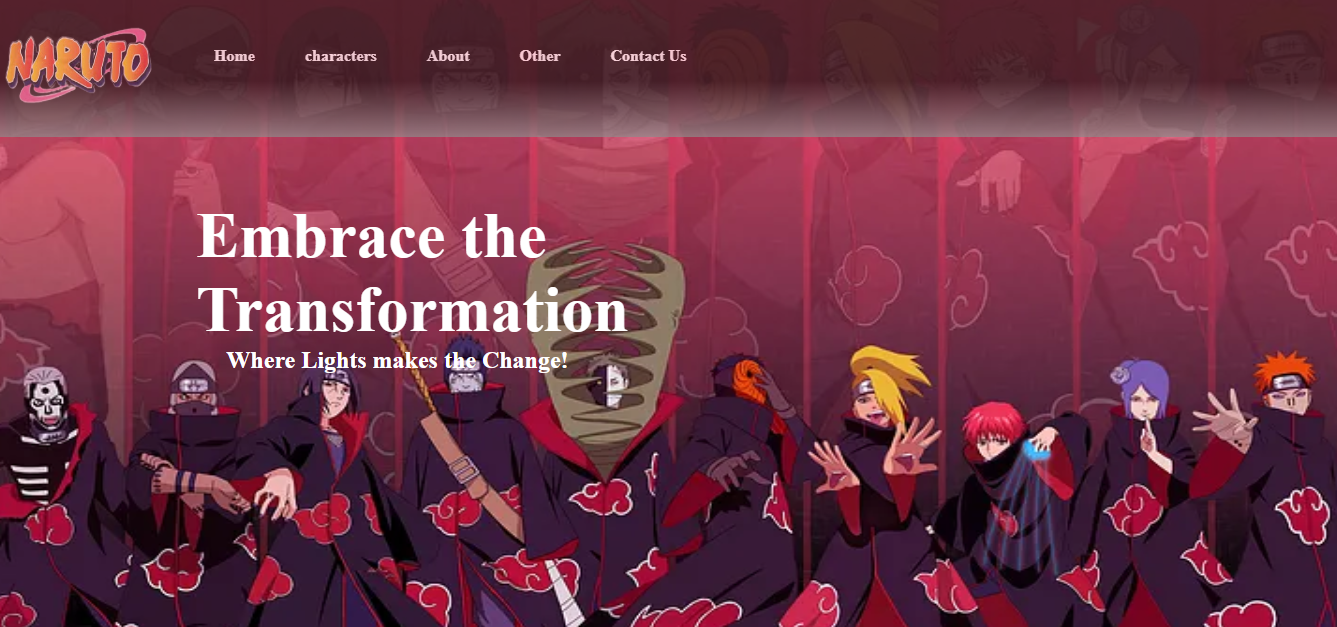 NARUTO
Home characters About Other Contact Us
Embrace the
Transformation
Where Lights makes the Change!